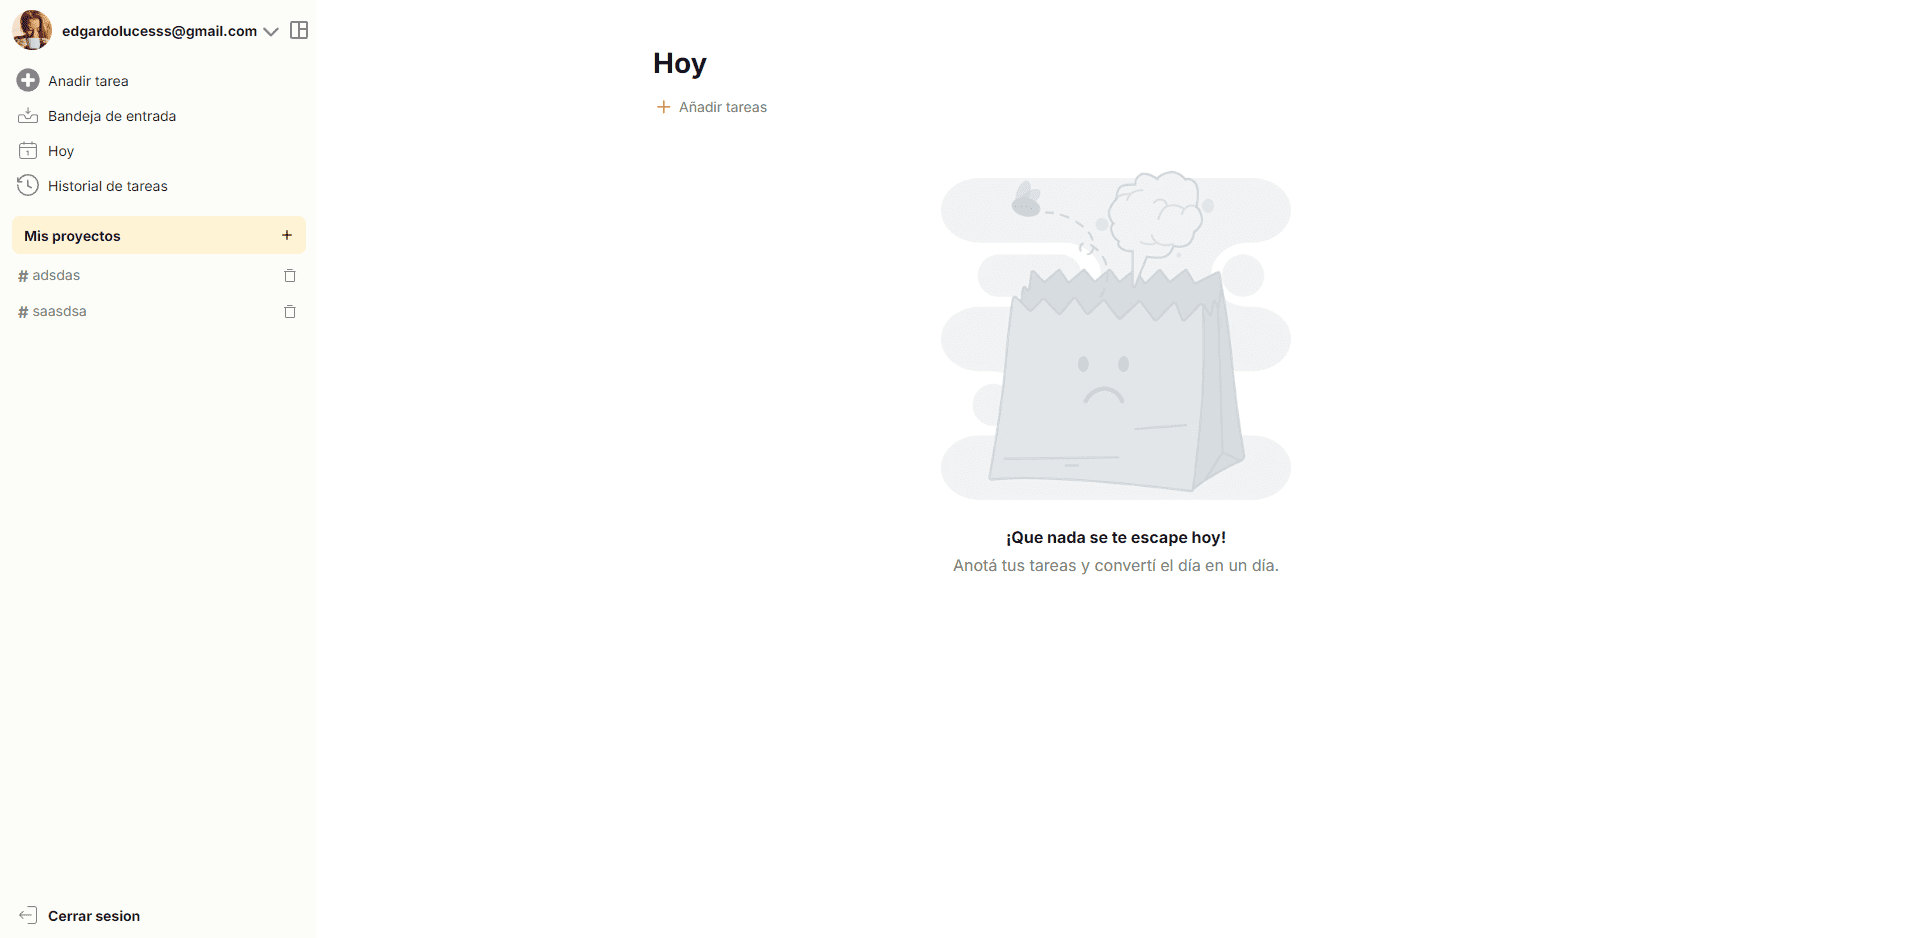 edgardolucesss@gmail.com
Anadir tarea
Bandeja de entrada
Hoy
Historial de tareas
Mis proyectos +
# adsdas
# saasdsa
Cerrar sesion
Hoy
+ Añadir tareas
¡Que nada se te escape hoy!
Anotá tus tareas y convertí el día en un día.